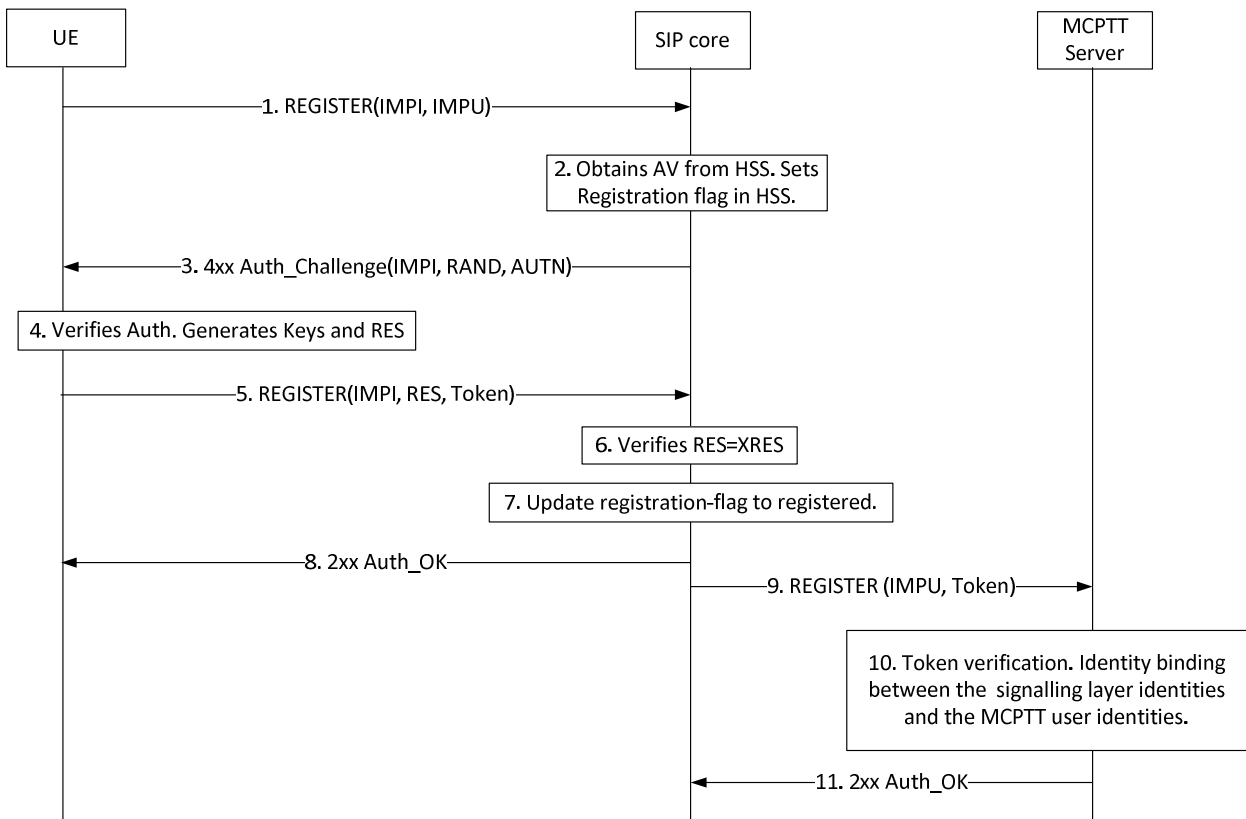 UE
SIP core
MCPTT
Server
1. REGISTER(IMPI, IMPU)
2. Obtains AV from HSS. Sets
Registration flag in HSS.
3. 4xx Auth_Challenge(IMPI, RAND, AUTN)
4. Verifies Auth. Generates Keys and RES
5. REGISTER(IMPI, RES, Token)
6. Verifies RES=XRES
7. Update registration-flag to registered.
8. 2xx Auth_OK
9. REGISTER (IMPU, Token)
10. Token verification. Identity binding
between the signalling layer identities
and the MCPTT user identities.
11. 2xx Auth_OK